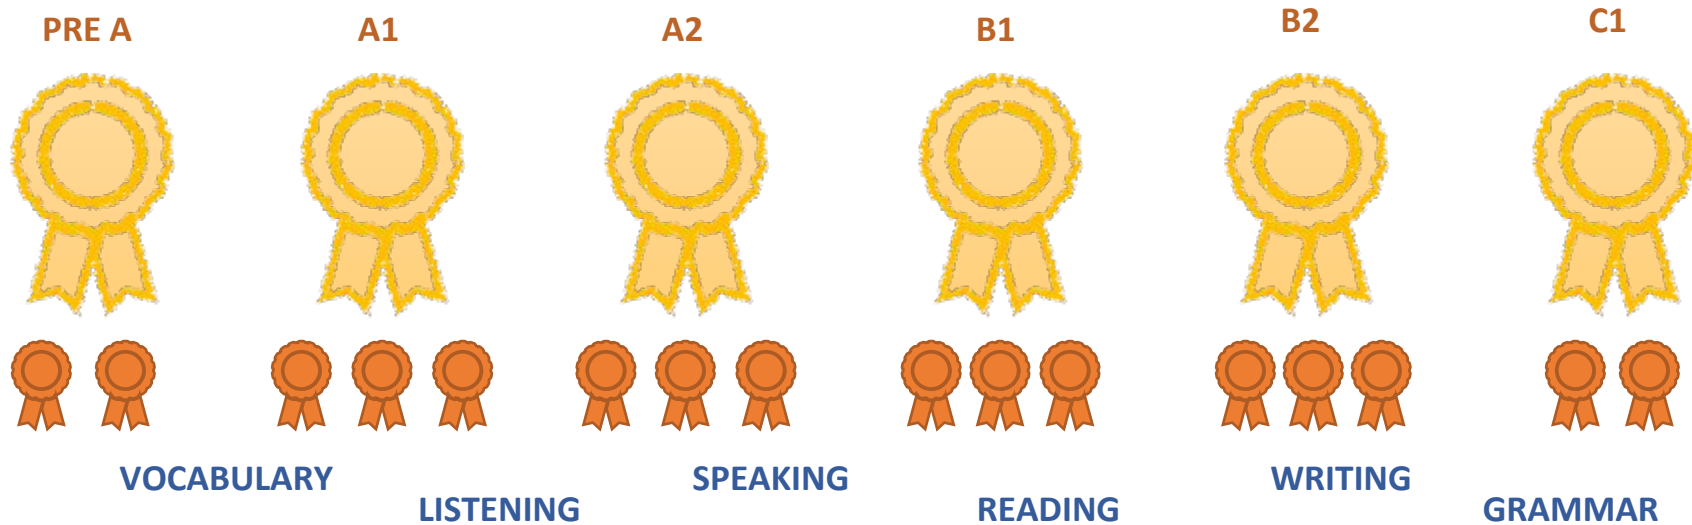 PRE A A1 A2 B1 B2 C1
VOCABULARY SPEAKING WRITING
LISTENING READING GRAMMAR